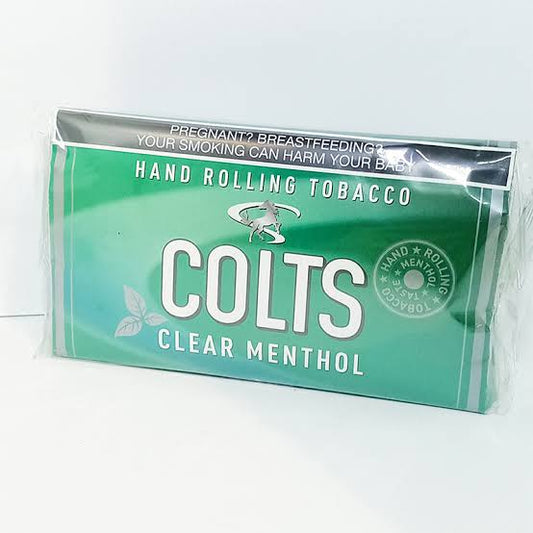 PREGNANT? BREASTFEEDING?
YOUR SMOKING CAN HARM YOUR BABY
HAND ROLLING TOBACCO
COLTS
CLEAR MENTHOL
HAND ROLLING TOBACCO
MENTHOL TASTE